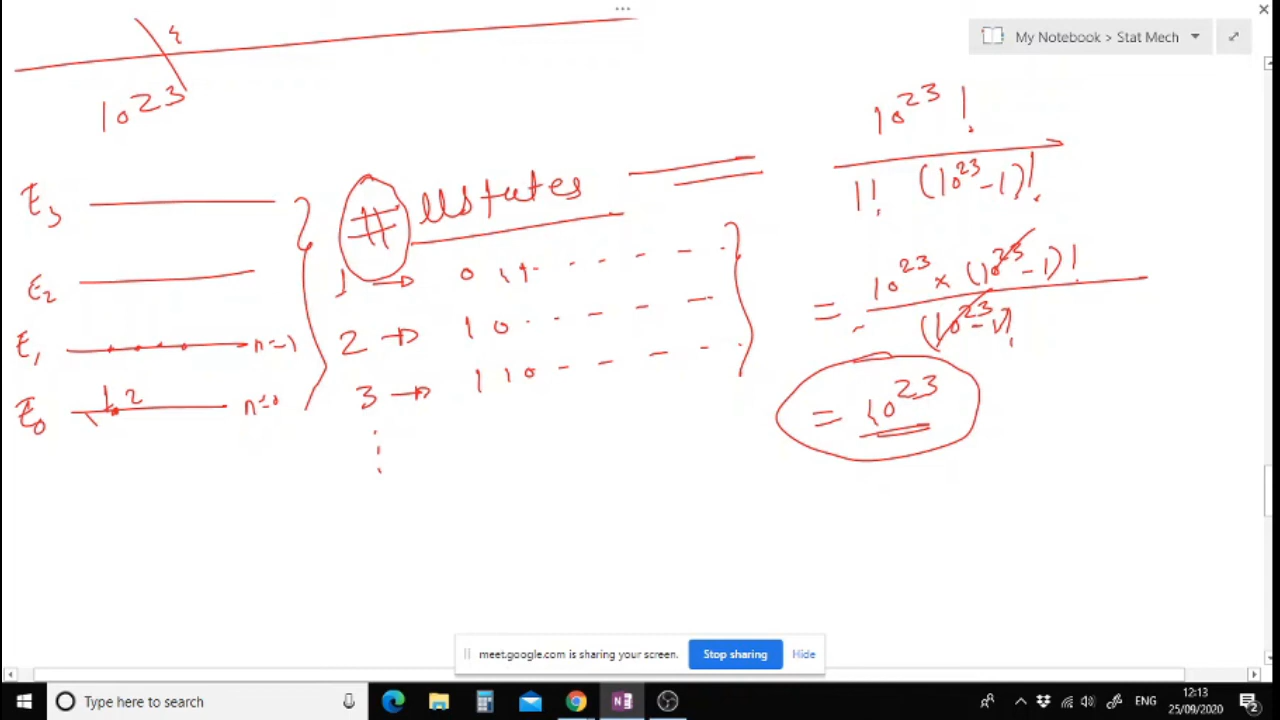 My Notebook > Stat Mech
10^23
10^23 !
1! (10^23 - 1)!
E3
# μstates
E2
1 → 0 1 1 - - - - -
= 10^23 × (10^23 - 1)!
(10^23 - 1)!
E1 n=1
2 → 1 0 - - - - -
E0 1 2 n=0
3 → 1 1 0 - - - -
= 10^23
meet.google.com is sharing your screen. Stop sharing Hide
Type here to search
ENG
12:13
25/09/2020
2